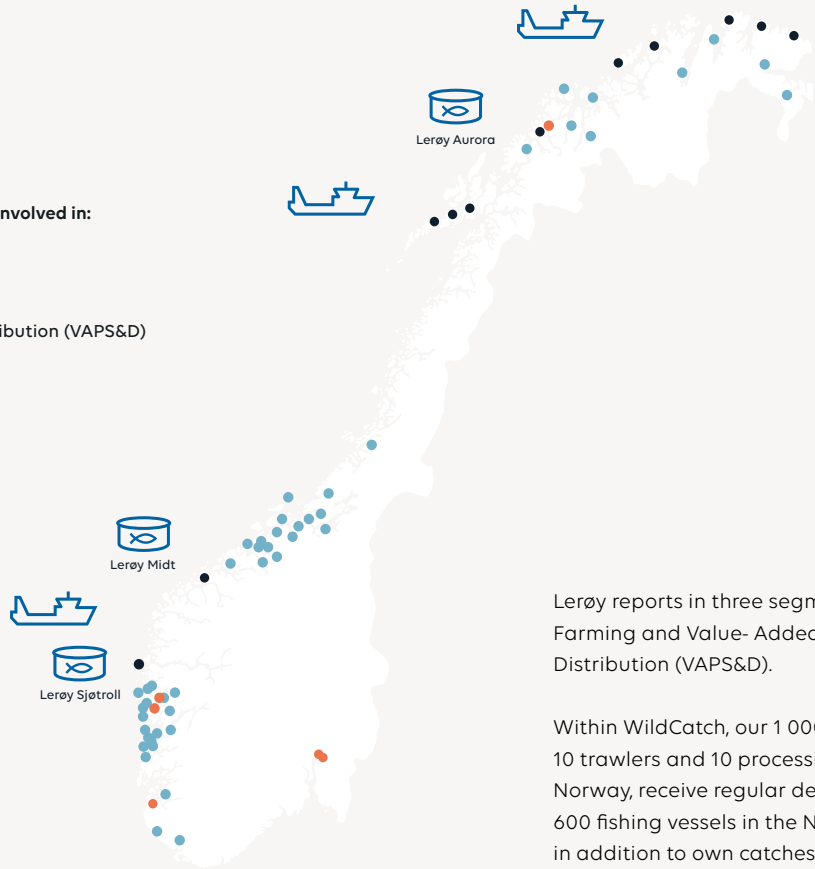 Lerøy Aurora
nvolved in:
ibution (VAPS&D)
Lerøy Midt
Lerøy Sjøtroll
Lerøy reports in three segm
Farming and Value- Added
Distribution (VAPS&D).
Within WildCatch, our 1 000
10 trawlers and 10 processi
Norway, receive regular de
600 fishing vessels in the N
in addition to own catches